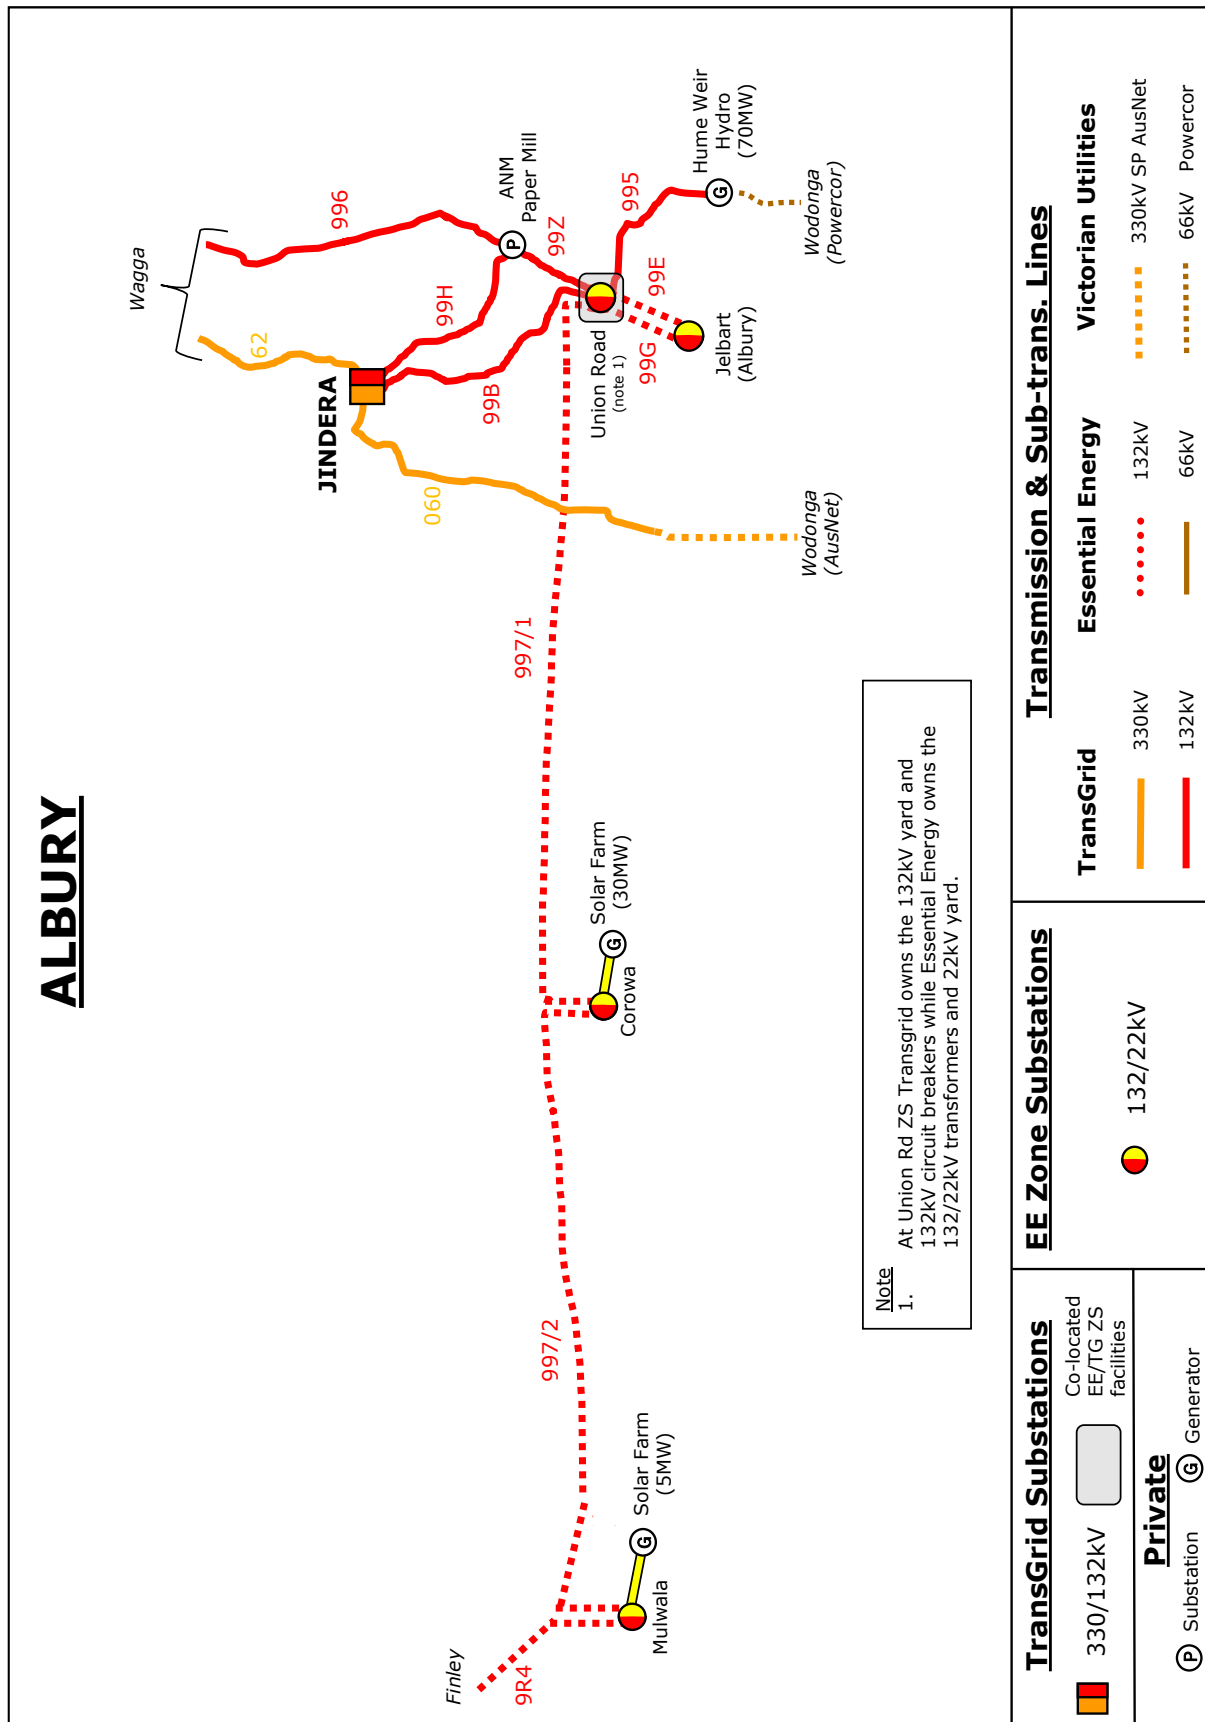 ALBURY
Wagga
62
996
JINDERA
99H
ANM
Paper Mill
P
060
99B
99Z
995
Union Road
(note 1)
99G
99E
Jelbart
(Albury)
Hume Weir
Hydro
(70MW)
G
Wodonga
(Powercor)
Wodonga
(AusNet)
997/1
Solar Farm
(30MW)
G
Corowa
997/2
Solar Farm
(5MW)
G
Mulwala
Finley
9R4
Note
1. At Union Rd ZS Transgrid owns the 132kV yard and
132kV circuit breakers while Essential Energy owns the
132/22kV transformers and 22kV yard.
TransGrid Substations
330/132kV
Co-located
EE/TG ZS
facilities
Private
P Substation
G Generator
EE Zone Substations
132/22kV
Transmission & Sub-trans. Lines
TransGrid
330kV
132kV
Essential Energy
132kV
66kV
Victorian Utilities
330kV SP AusNet
66kV Powercor